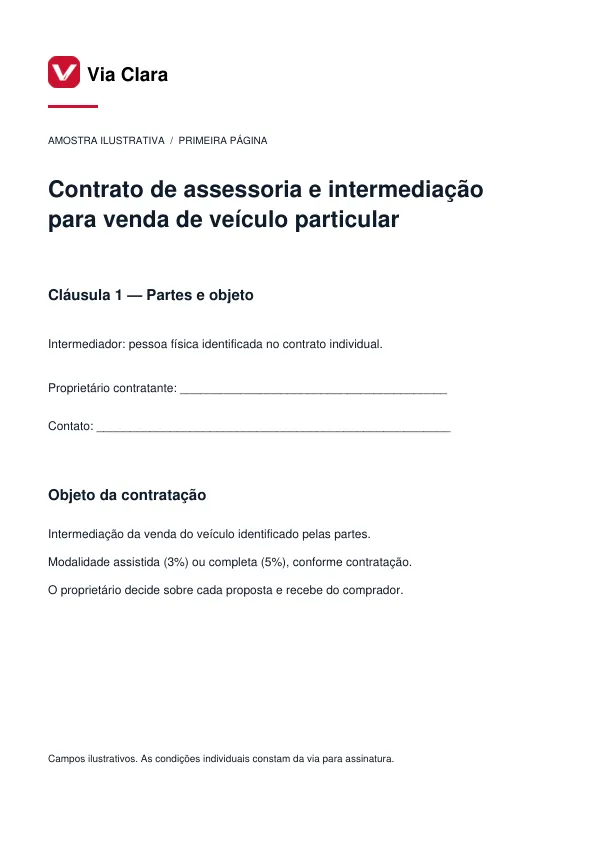 Via Clara
AMOSTRA ILUSTRATIVA / PRIMEIRA PÁGINA
Contrato de assessoria e intermediação
para venda de veículo particular
Cláusula 1 — Partes e objeto
Intermediador: pessoa física identificada no contrato individual.
Proprietário contratante: ________________________________________
Contato: _____________________________________________________
Objeto da contratação
Intermediação da venda do veículo identificado pelas partes.
Modalidade assistida (3%) ou completa (5%), conforme contratação.
O proprietário decide sobre cada proposta e recebe do comprador.
Campos ilustrativos. As condições individuais constam da via para assinatura.